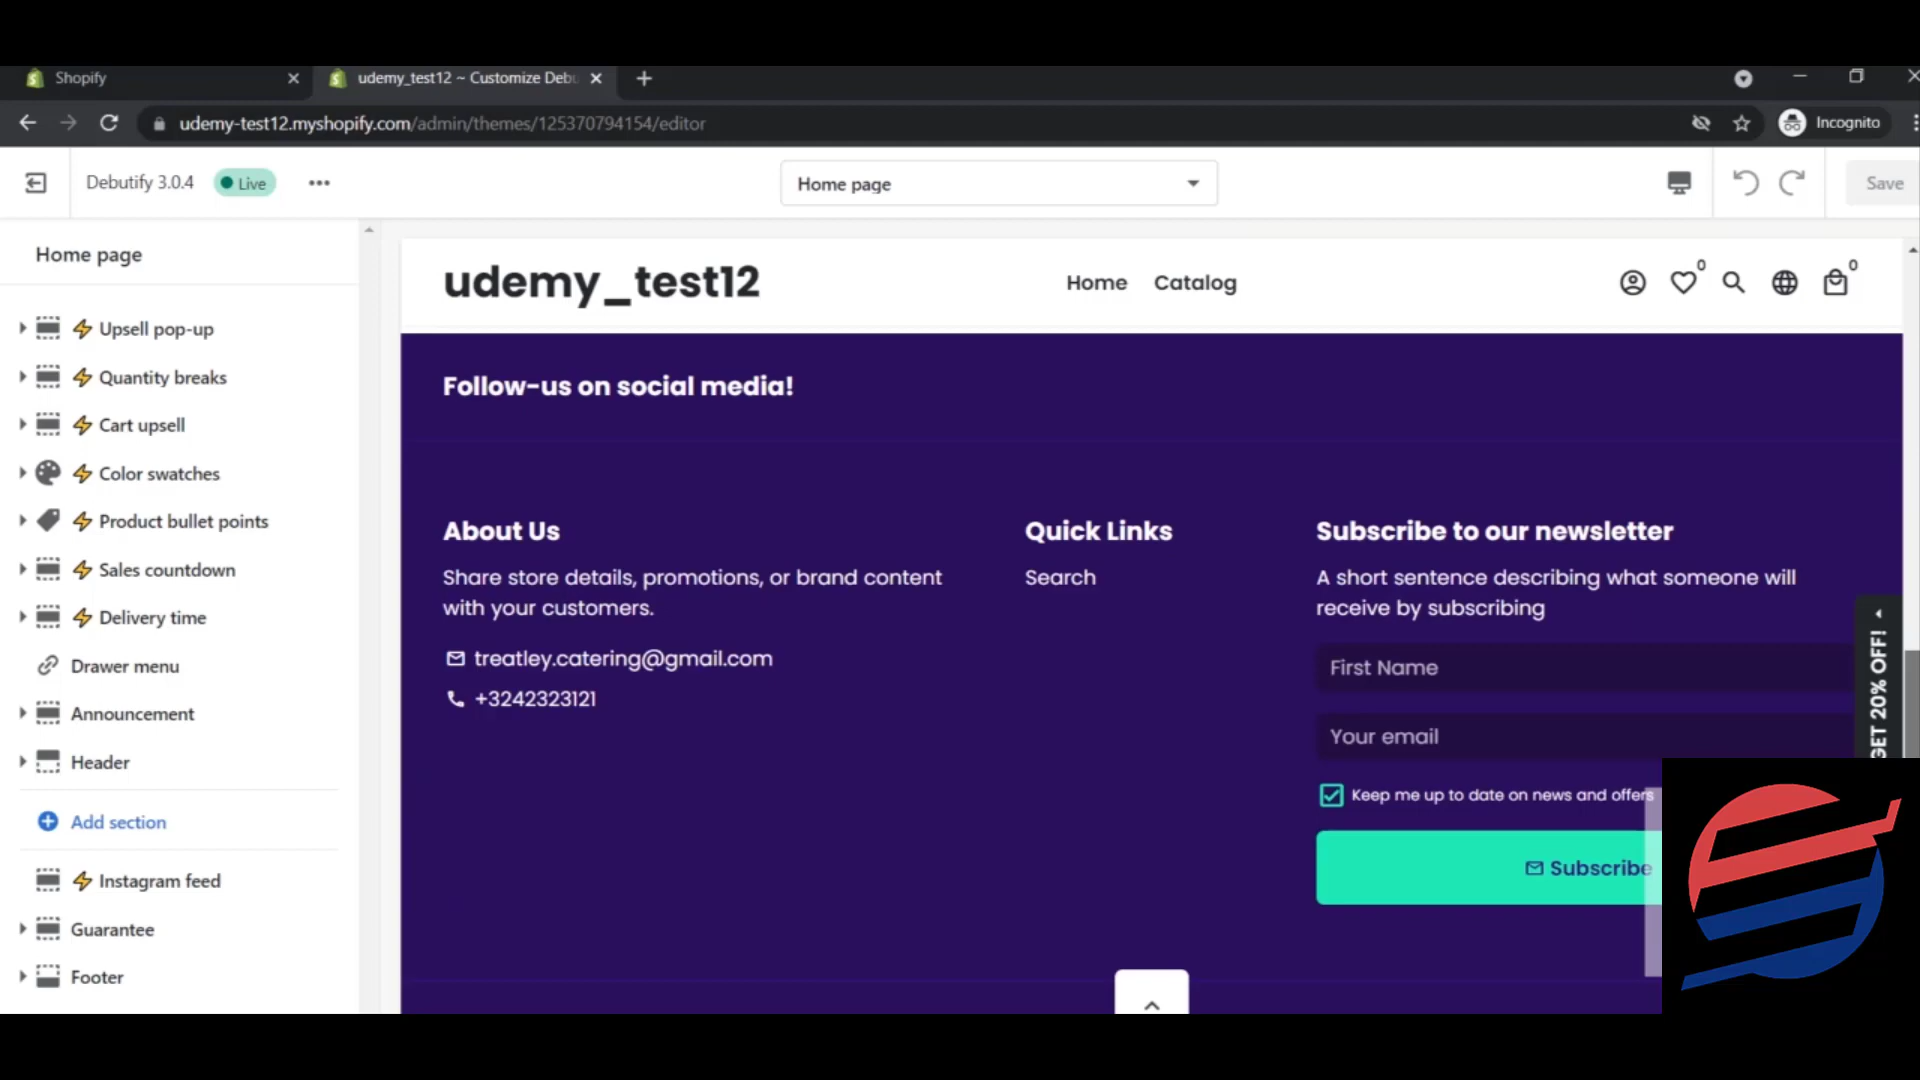 Shopify
udemy_test12 ~ Customize Debu
udemy-test12.myshopify.com/admin/themes/125370794154/editor
Incognito
Debutify 3.0.4
Live
Home page
Save
Home page
Upsell pop-up
Quantity breaks
Cart upsell
Color swatches
Product bullet points
Sales countdown
Delivery time
Drawer menu
Announcement
Header
Add section
Instagram feed
Guarantee
Footer
udemy_test12
Home
Catalog
0
0
Follow-us on social media!
About Us
Share store details, promotions, or brand content
with your customers.
treatley.catering@gmail.com
+3242323121
Quick Links
Search
Subscribe to our newsletter
A short sentence describing what someone will
receive by subscribing
First Name
Your email
Keep me up to date on news and offers
Subscribe
GET 20% OFF!